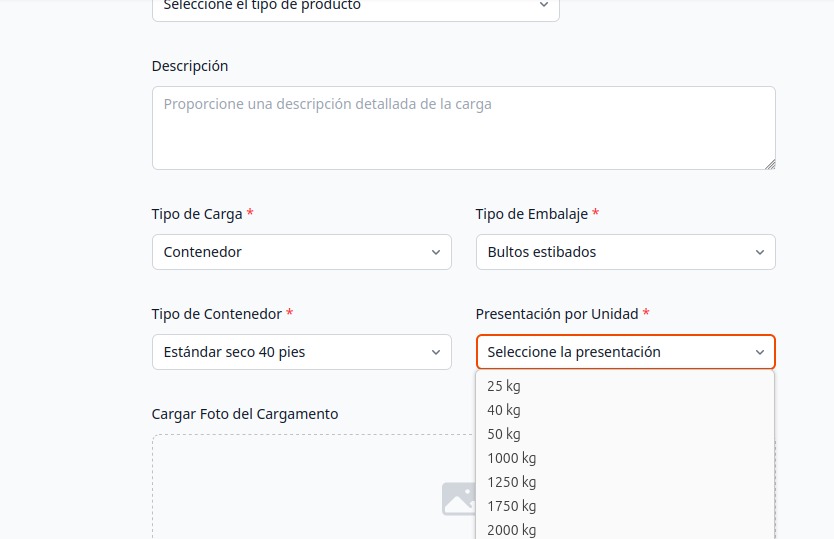 Seleccione el tipo de producto
Descripción
Proporcione una descripción detallada de la carga
Tipo de Carga *
Tipo de Embalaje *
Contenedor
Bultos estibados
Tipo de Contenedor *
Presentación por Unidad *
Estándar seco 40 pies
Seleccione la presentación
25 kg
40 kg
Cargar Foto del Cargamento
50 kg
1000 kg
1250 kg
1750 kg
2000 kg